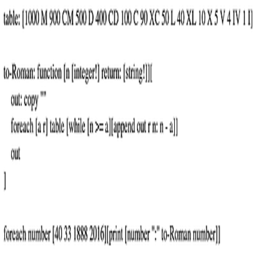 table: [1000 M 900 CM 500 D 400 CD 100 C 90 XC 50 L 40 XL 10 X 5 V 4 IV 1 I]
to-Roman: function [n [integer!] return: [string!]][
out: copy ""
foreach [a r] table [while [n >= a][append out r n: n - a]]
out
]
foreach number [40 33 1888 2016][print [number ":" to-Roman number]]